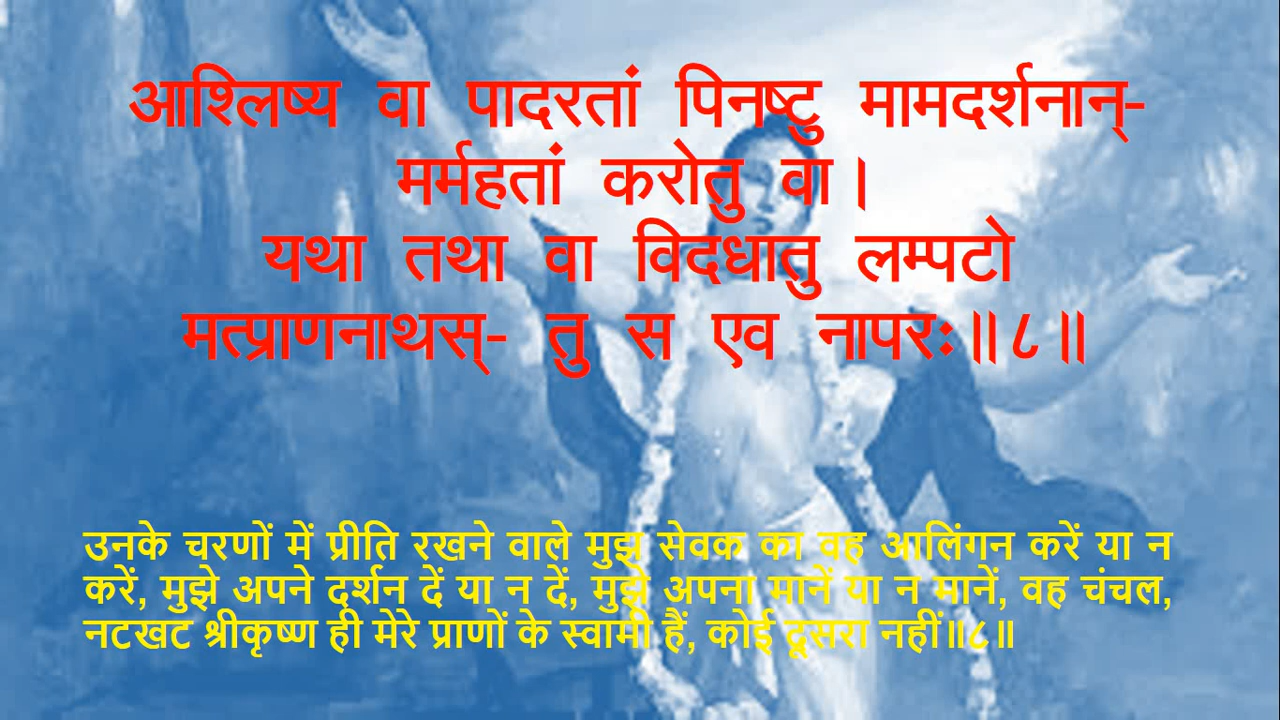 आश्लिष्य वा पादरतां पिनष्टु मामदर्शनान्-
मर्महतां करोतु वा।
यथा तथा वा विदधातु लम्पटो
मत्प्राणनाथस्- तु स एव नापरः॥८॥
उनके चरणों में प्रीति रखने वाले मुझ सेवक का वह आलिंगन करें या न
करें, मुझे अपने दर्शन दें या न दें, मुझे अपना मानें या न मानें, वह चंचल,
नटखट श्रीकृष्ण ही मेरे प्राणों के स्वामी हैं, कोई दूसरा नहीं॥८॥